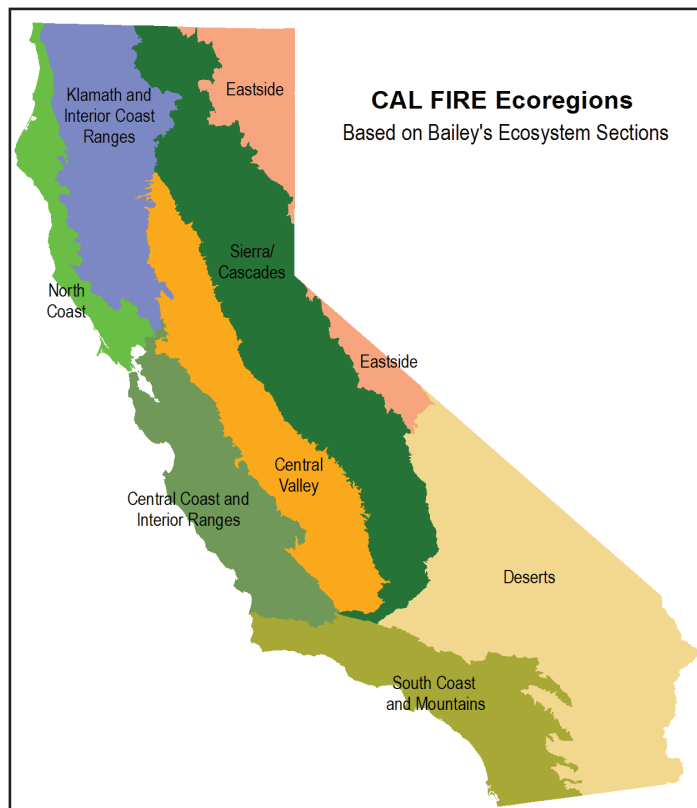 CAL FIRE Ecoregions
Based on Bailey's Ecosystem Sections
Klamath and
Interior Coast
Ranges
Eastside
Sierra/
Cascades
North
Coast
Eastside
Central
Valley
Central Coast and
Interior Ranges
Deserts
South Coast
and Mountains